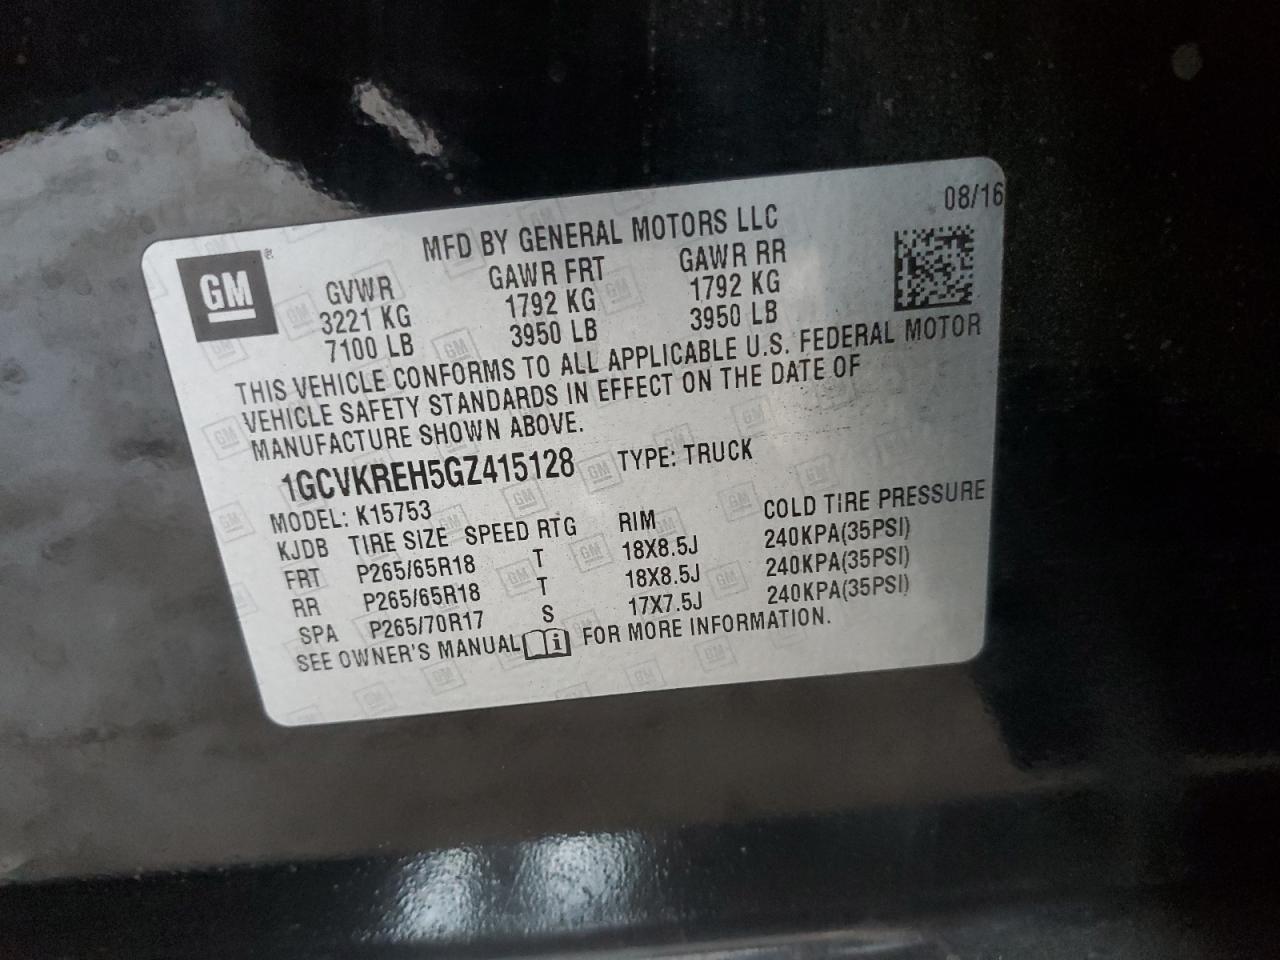 08/16
MFD BY GENERAL MOTORS LLC
GM ®
GVWR GAWR FRT GAWR RR
3221 KG 1792 KG 1792 KG
7100 LB 3950 LB 3950 LB
THIS VEHICLE CONFORMS TO ALL APPLICABLE U.S. FEDERAL MOTOR
VEHICLE SAFETY STANDARDS IN EFFECT ON THE DATE OF
MANUFACTURE SHOWN ABOVE.
1GCVKREH5GZ415128 TYPE: TRUCK
MODEL: K15753
KJDB TIRE SIZE SPEED RTG RIM COLD TIRE PRESSURE
FRT P265/65R18 T 18X8.5J 240KPA(35PSI)
RR P265/65R18 T 18X8.5J 240KPA(35PSI)
SPA P265/70R17 S 17X7.5J 240KPA(35PSI)
SEE OWNER'S MANUAL i FOR MORE INFORMATION.